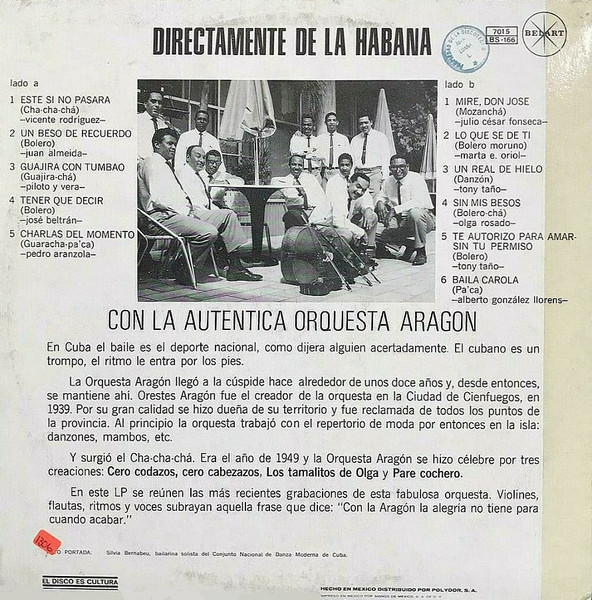 DIRECTAMENTE DE LA HABANA
7015
BS-166
BELART
lado a
1 ESTE SI NO PASARA
(Cha-cha-chá)
–vicente rodriguez–
2 UN BESO DE RECUERDO
(Bolero)
–juan almeida–
3 GUAJIRA CON TUMBAO
(Guajira-chá)
–piloto y vera–
4 TENER QUE DECIR
(Bolero)
–josé beltrán–
5 CHARLAS DEL MOMENTO
(Guaracha-pa'ca)
–pedro aranzola–
lado b
1 MIRE, DON JOSE
(Mozanchá)
–julio césar fonseca–
2 LO QUE SE DE TI
(Bolero moruno)
–marta e. oriol–
3 UN REAL DE HIELO
(Danzón)
–tony taño–
4 SIN MIS BESOS
(Bolero-chá)
–olga rosado–
5 TE AUTORIZO PARA AMAR-
SIN TU PERMISO
(Bolero)
–tony taño–
6 BAILA CAROLA
(Pa'ca)
–alberto gonzález llorens–
CON LA AUTENTICA ORQUESTA ARAGON
En Cuba el baile es el deporte nacional, como dijera alguien acertadamente. El cubano es un
trompo, el ritmo le entra por los pies.
La Orquesta Aragón llegó a la cúspide hace alrededor de unos doce años y, desde entonces,
se mantiene ahi. Orestes Aragón fue el creador de la orquesta en la Ciudad de Cienfuegos, en
1939. Por su gran calidad se hizo dueña de su territorio y fue reclamada de todos los puntos de
la provincia. Al principio la orquesta trabajó con el repertorio de moda por entonces en la isla:
danzones, mambos, etc.
Y surgió el Cha-cha-chá. Era el año de 1949 y la Orquesta Aragón se hizo célebre por tres
creaciones: Cero codazos, cero cabezazos, Los tamalitos de Olga y Pare cochero.
En este LP se reúnen las más recientes grabaciones de esta fabulosa orquesta. Violines,
flautas, ritmos y voces subrayan aquella frase que dice: "Con la Aragón la alegría no tiene para
cuando acabar."
1306
O PORTADA: Silvia Bernabeu, bailarina solista del Conjunto Nacional de Danza Moderna de Cuba.
EL DISCO ES CULTURA
HECHO EN MEXICO DISTRIBUIDO POR POLYDOR, S. A.